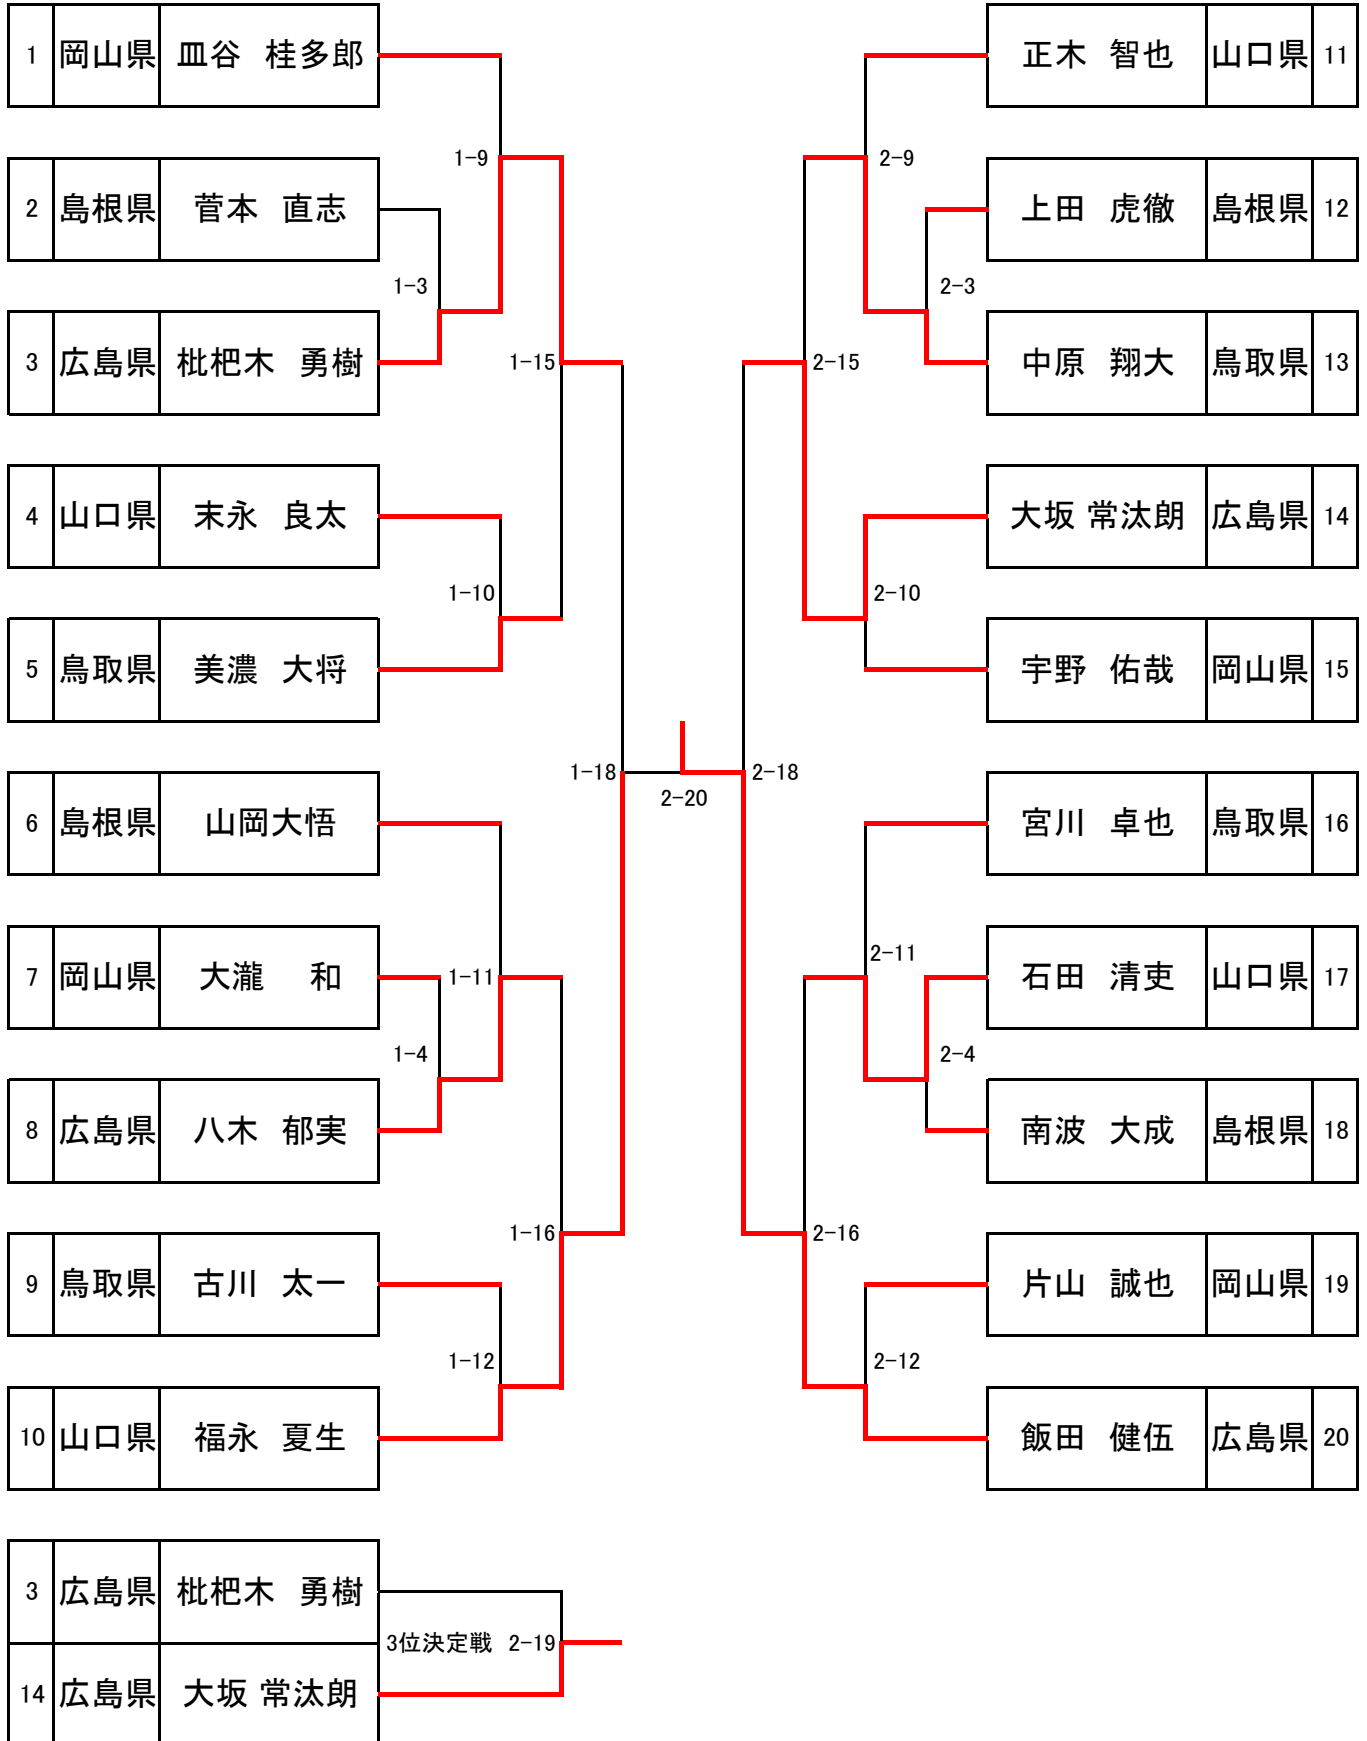 1 岡山県 皿谷 桂多郎
2 島根県 菅本 直志
3 広島県 枇杷木 勇樹
4 山口県 末永 良太
5 鳥取県 美濃 大将
6 島根県 山岡大悟
7 岡山県 大瀧 和
8 広島県 八木 郁実
9 鳥取県 古川 太一
10 山口県 福永 夏生
1-9
1-3
1-15
1-10
1-18
1-11
1-4
1-16
1-12
2-20
2-9
2-3
2-15
2-10
2-18
2-11
2-4
2-16
2-12
正木 智也 山口県 11
上田 虎徹 島根県 12
中原 翔大 鳥取県 13
大坂 常汰朗 広島県 14
宇野 佑哉 岡山県 15
宮川 卓也 鳥取県 16
石田 清吏 山口県 17
南波 大成 島根県 18
片山 誠也 岡山県 19
飯田 健伍 広島県 20
3 広島県 枇杷木 勇樹
3位決定戦 2-19
14 広島県 大坂 常汰朗